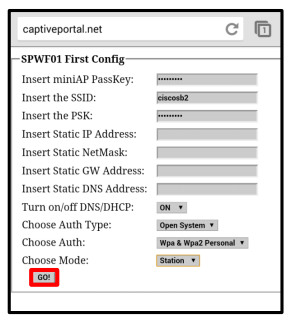 captiveportal.net
1
SPWF01 First Config
Insert miniAP PassKey: •••••••••
Insert the SSID: ciscosb2
Insert the PSK: •••••••••
Insert Static IP Address:
Insert Static NetMask:
Insert Static GW Address:
Insert Static DNS Address:
Turn on/off DNS/DHCP: ON
Choose Auth Type: Open System
Choose Auth: Wpa & Wpa2 Personal
Choose Mode: Station
GO!